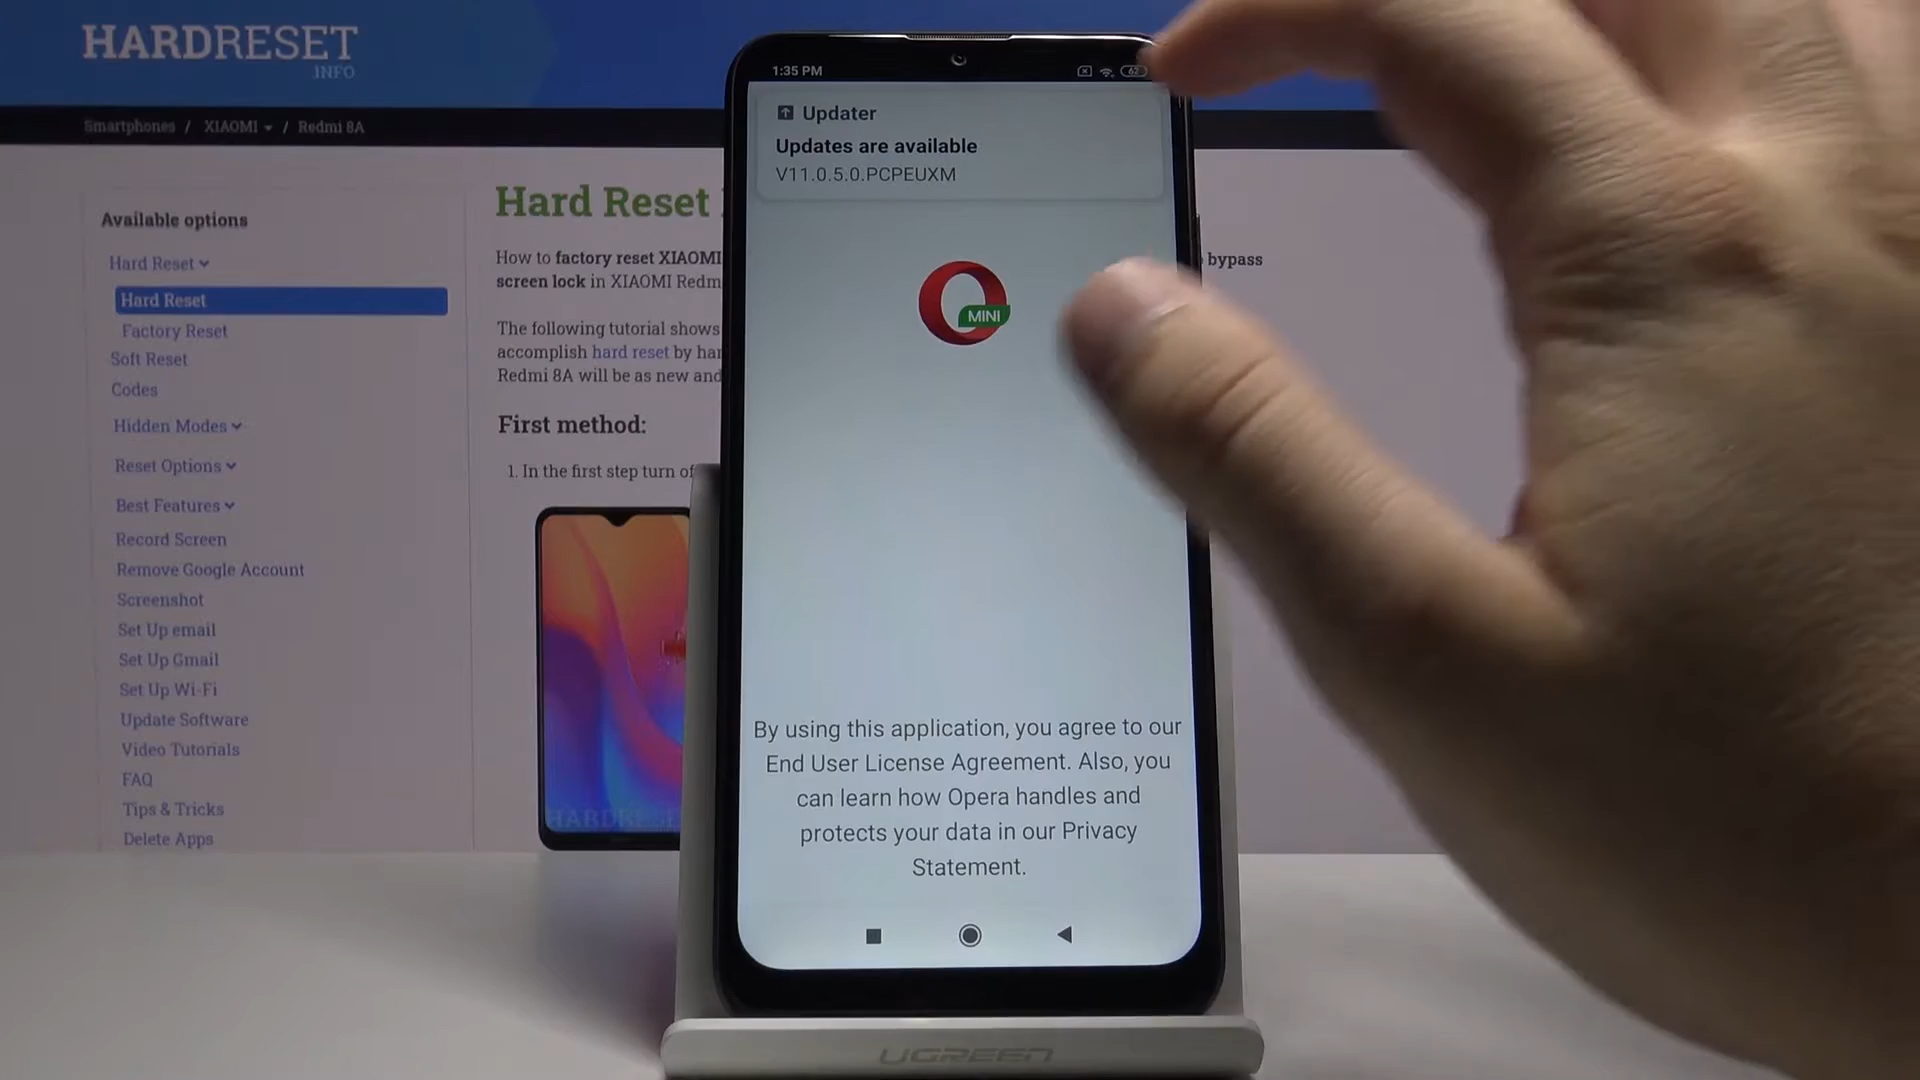 HARDRESET
.INFO
Smartphones / XIAOMI / Redmi 8A
Available options
Hard Reset
Hard Reset
Factory Reset
Soft Reset
Codes
Hidden Modes
Reset Options
Best Features
Record Screen
Remove Google Account
Screenshot
Set Up email
Set Up Gmail
Set Up Wi-Fi
Update Software
Video Tutorials
FAQ
Tips & Tricks
Delete Apps
Hard Reset
How to factory reset XIAOMI
bypass
screen lock in XIAOMI Redm
The following tutorial shows
accomplish hard reset by har
Redmi 8A will be as new and
First method:
1. In the first step turn of
HARDRESE
1:35 PM
62
Updater
Updates are available
V11.0.5.0.PCPEUXM
MINI
By using this application, you agree to our
End User License Agreement. Also, you
can learn how Opera handles and
protects your data in our Privacy
Statement.
UGREEN